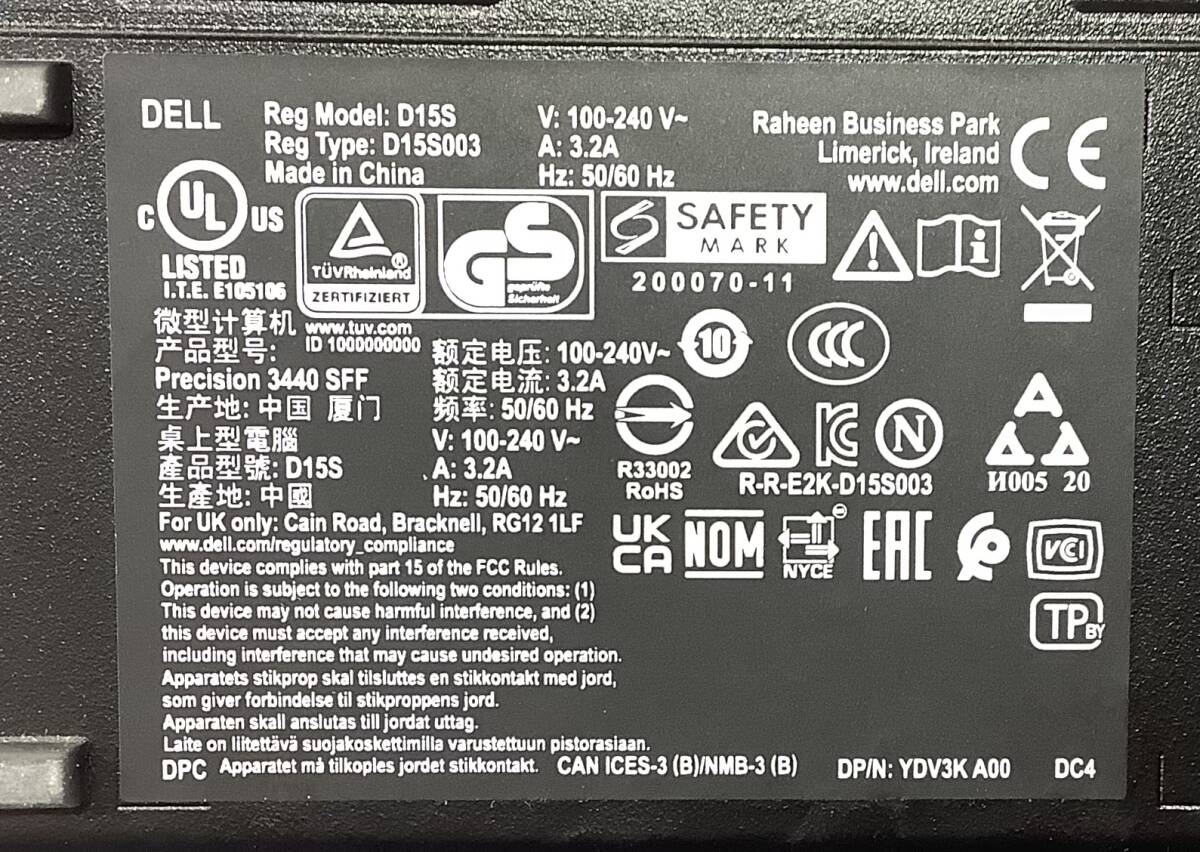 DELL
Reg Model: D15S
Reg Type: D15S003
Made in China
V: 100-240 V~
A: 3.2A
Hz: 50/60 Hz
Raheen Business Park
Limerick, Ireland
www.dell.com
CE
C UL US
LISTED
I.T.E. E105106
TÜVRheinland®
ZERTIFIZIERT
GS
geprüfte
Sicherheit
SAFETY
MARK
200070-11
i
www.tuv.com
ID 1000000000
微型计算机
产品型号:
Precision 3440 SFF
生产地: 中国 厦门
桌上型電腦
產品型號: D15S
生產地: 中國
额定电压: 100-240V~
额定电流: 3.2A
频率: 50/60 Hz
V: 100-240 V~
A: 3.2A
Hz: 50/60 Hz
10
CCC
R33002
RoHS
KC
N
R-R-E2K-D15S003
И005 20
For UK only: Cain Road, Bracknell, RG12 1LF
www.dell.com/regulatory_compliance
This device complies with part 15 of the FCC Rules.
Operation is subject to the following two conditions: (1)
This device may not cause harmful interference, and (2)
this device must accept any interference received,
including interference that may cause undesired operation.
Apparatets stikprop skal tilsluttes en stikkontakt med jord,
som giver forbindelse til stikproppens jord.
Apparaten skall anslutas till jordat uttag.
Laite on liitettävä suojakoskettimilla varustettuun pistorasiaan.
DPC Apparatet må tilkoples jordet stikkontakt. CAN ICES-3 (B)/NMB-3 (B)
UK
CA
NOM
NYCE
EAC
VCI
TP
BY
DP/N: YDV3K A00
DC4